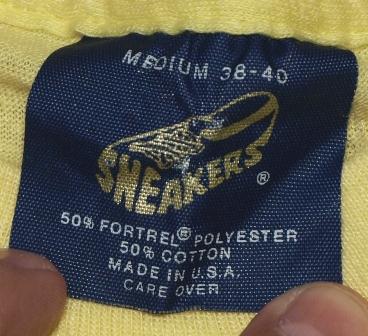 MEDIUM 38-40
SNEAKERS®
50% FORTREL® POLYESTER
50% COTTON
MADE IN U.S.A.
CARE OVER